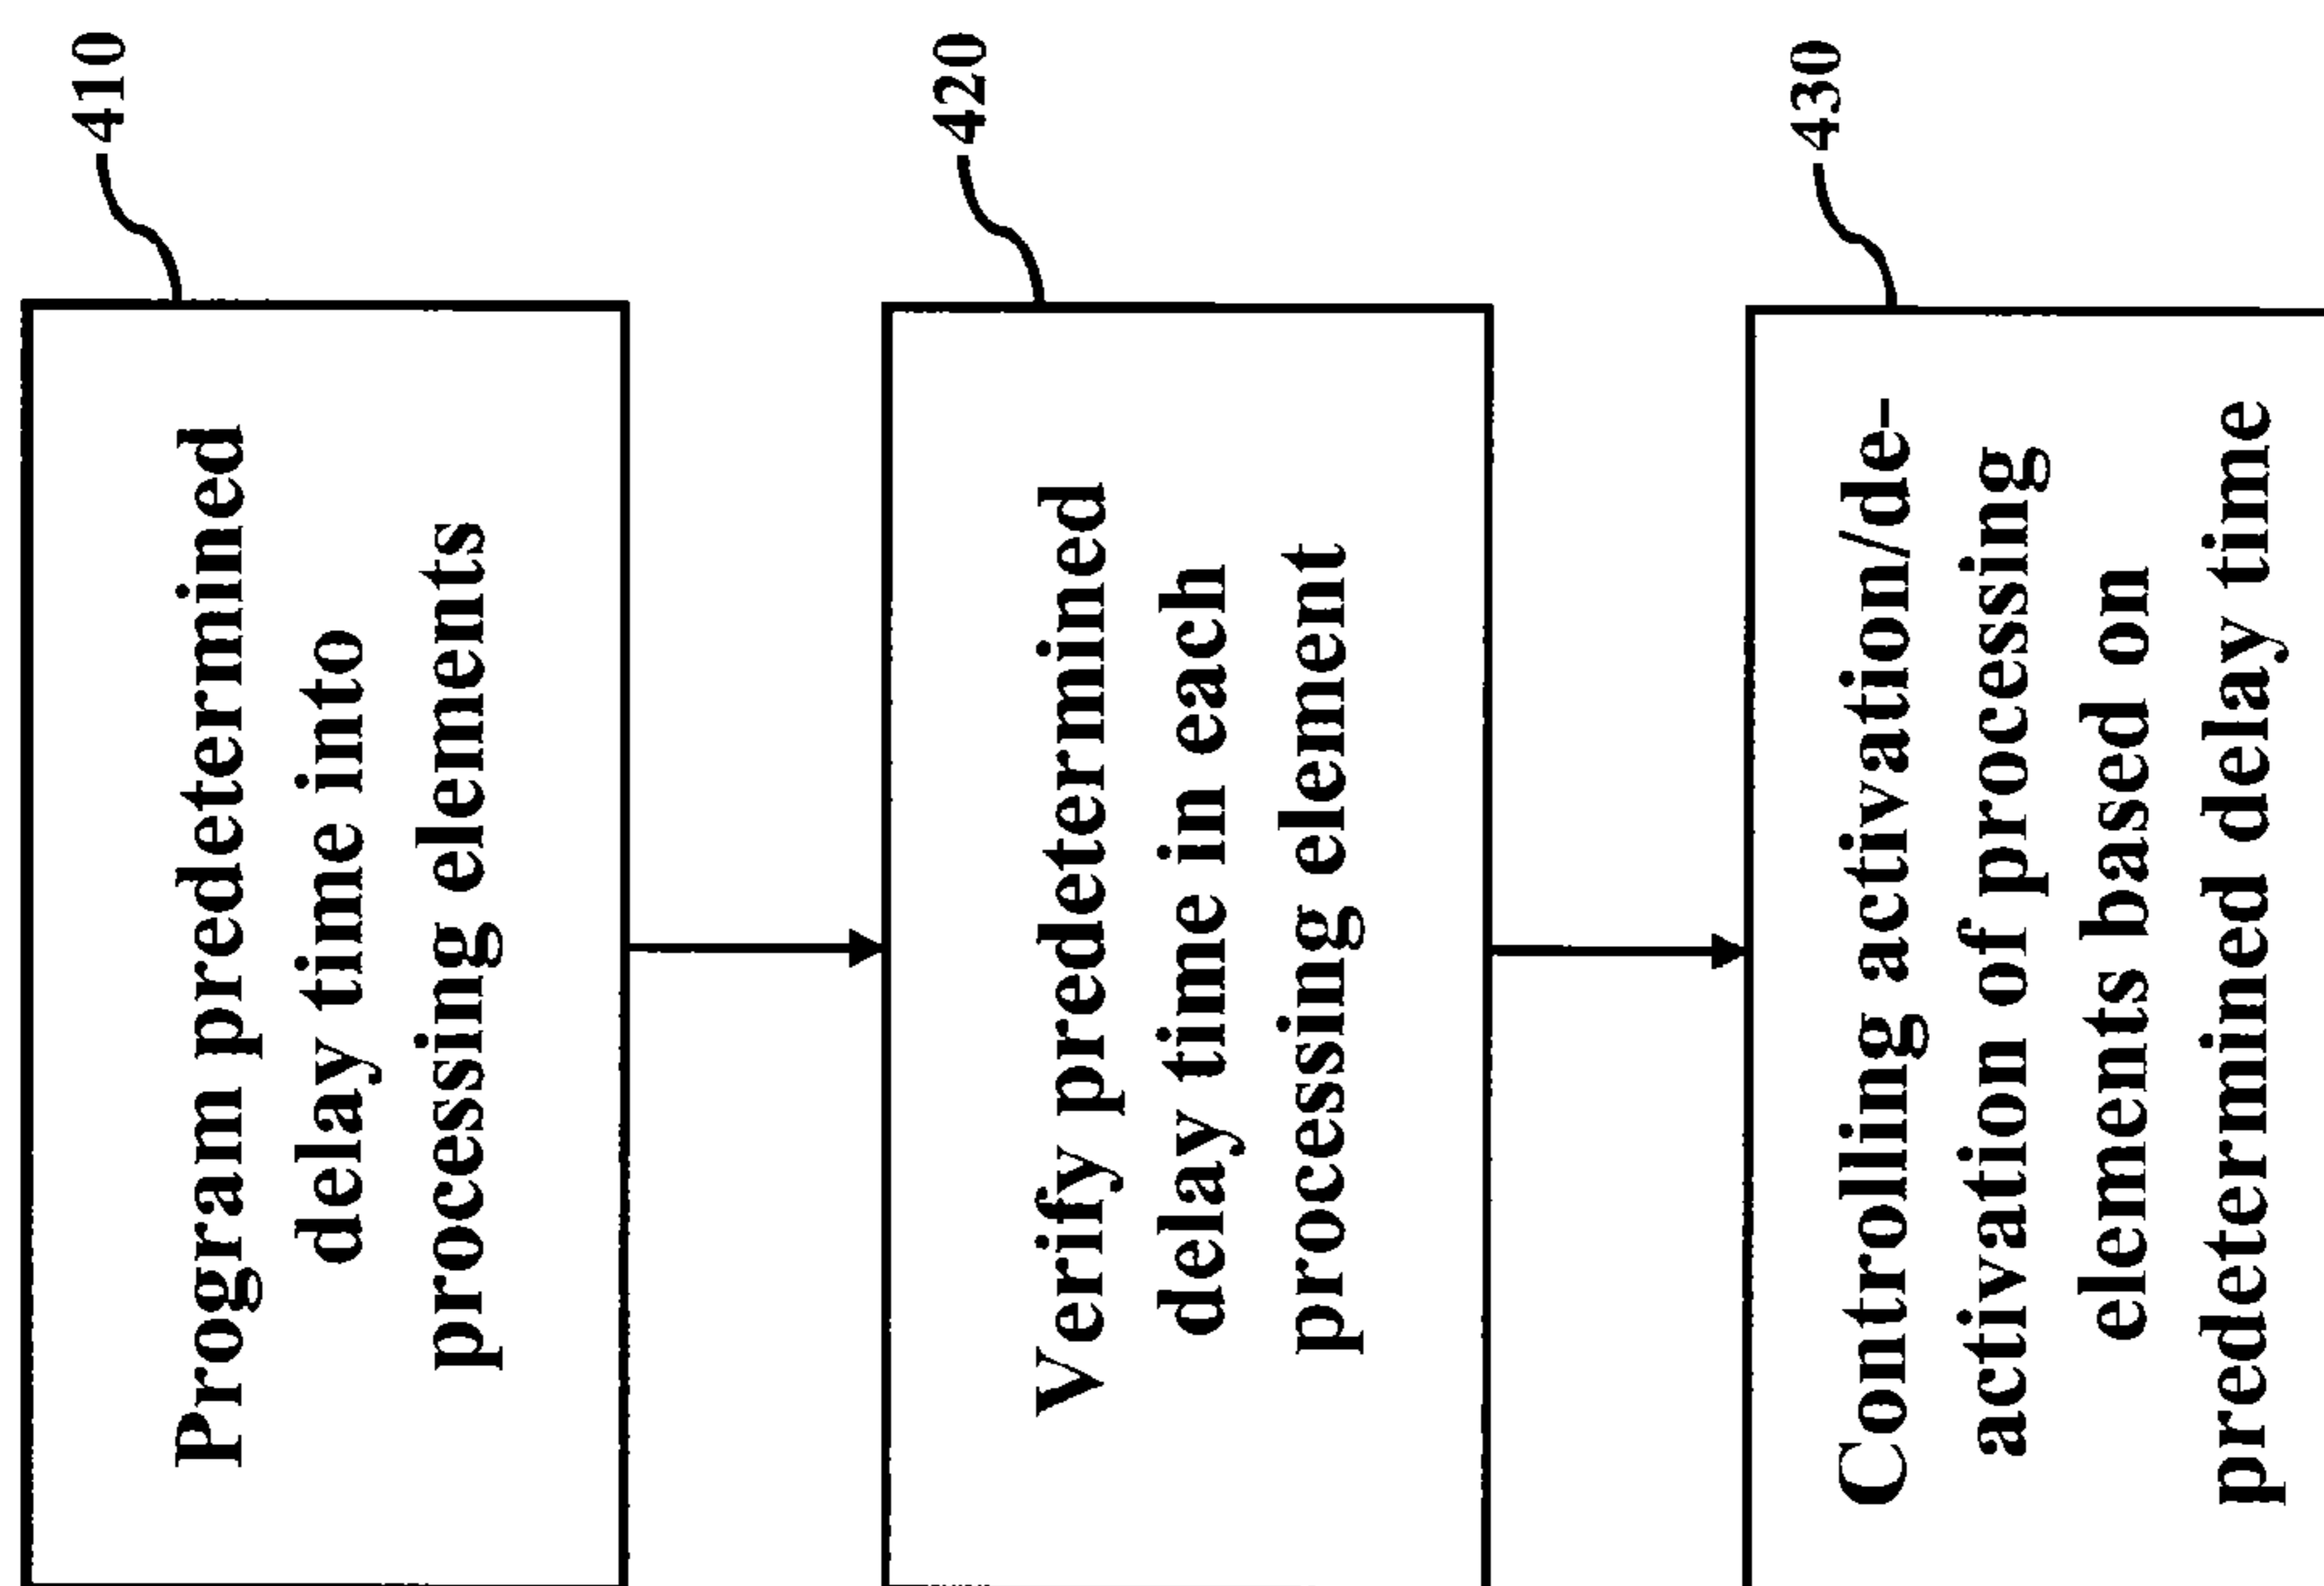 410
Program predetermined
delay time into
processing elements
420
Verify predetermined
delay time in each
processing element
430
Controlling activation/de-
activation of processing
elements based on
predetermined delay time